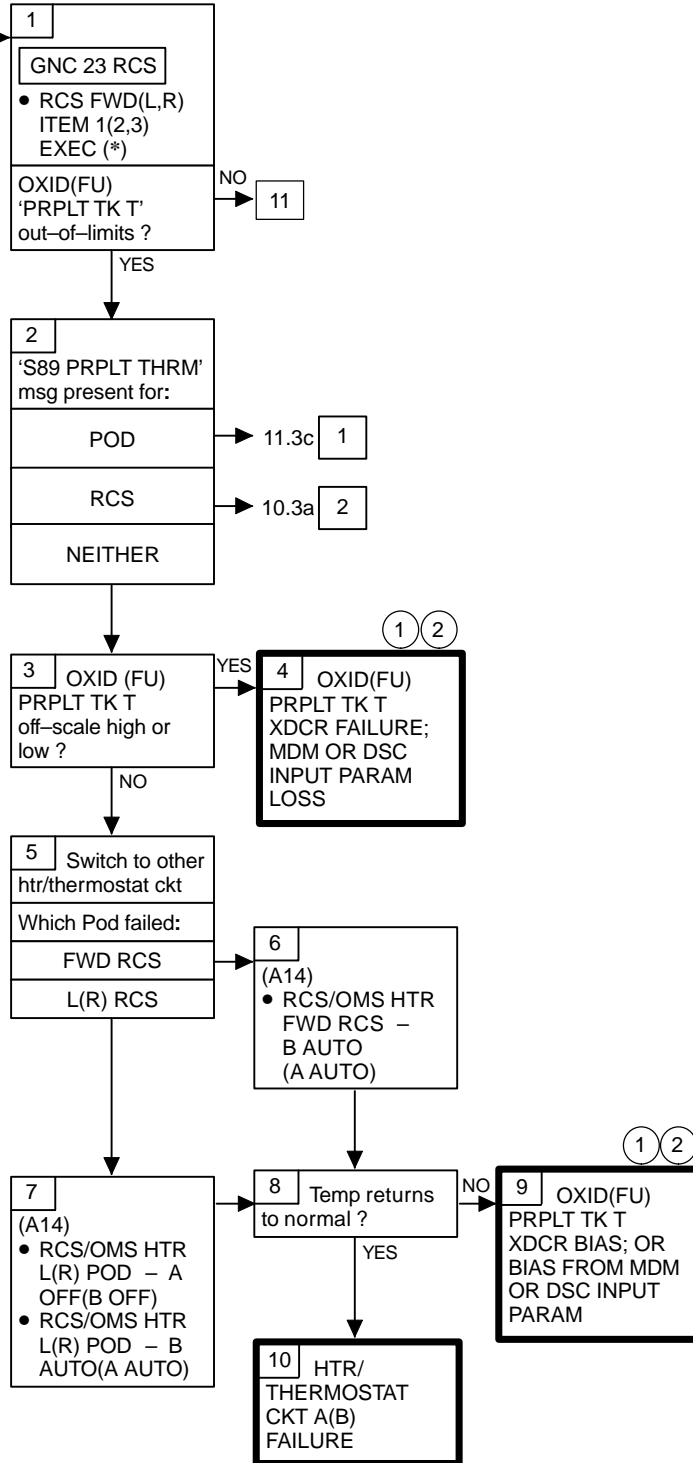 1
GNC 23 RCS
• RCS FWD(L,R)
ITEM 1(2,3)
EXEC (*)
OXID(FU)
‘PRPLT TK T’
out–of–limits ?
NO
11
YES
2
‘S89 PRPLT THRM’
msg present for:
POD
11.3c 1
RCS
10.3a 2
NEITHER
3 OXID (FU)
PRPLT TK T
off–scale high or
low ?
YES
1 2
4 OXID(FU)
PRPLT TK T
XDCR FAILURE;
MDM OR DSC
INPUT PARAM
LOSS
NO
5 Switch to other
htr/thermostat ckt
Which Pod failed:
FWD RCS
L(R) RCS
6
(A14)
• RCS/OMS HTR
FWD RCS –
B AUTO
(A AUTO)
7
(A14)
• RCS/OMS HTR
L(R) POD – A
OFF(B OFF)
• RCS/OMS HTR
L(R) POD – B
AUTO(A AUTO)
8 Temp returns
to normal ?
NO
1 2
9 OXID(FU)
PRPLT TK T
XDCR BIAS; OR
BIAS FROM MDM
OR DSC INPUT
PARAM
YES
10 HTR/
THERMOSTAT
CKT A(B)
FAILURE